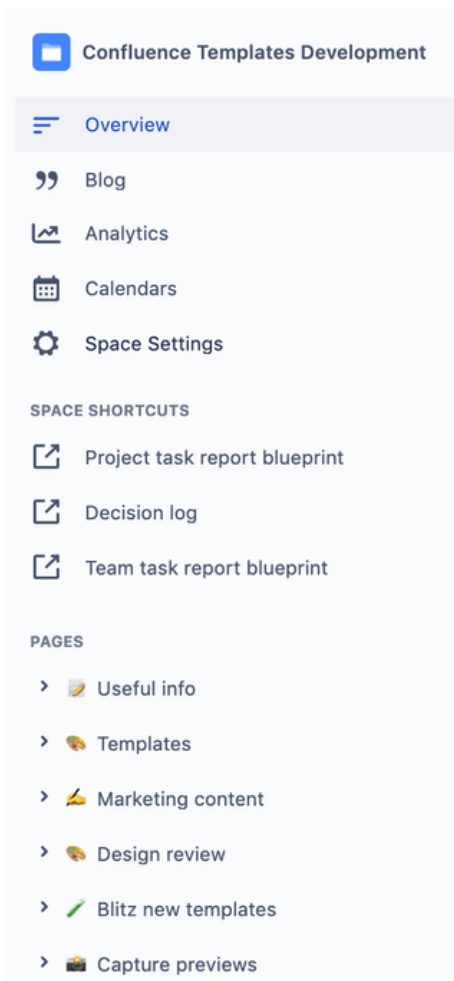 Confluence Templates Development
Overview
Blog
Analytics
Calendars
Space Settings
SPACE SHORTCUTS
Project task report blueprint
Decision log
Team task report blueprint
PAGES
Useful info
Templates
Marketing content
Design review
Blitz new templates
Capture previews